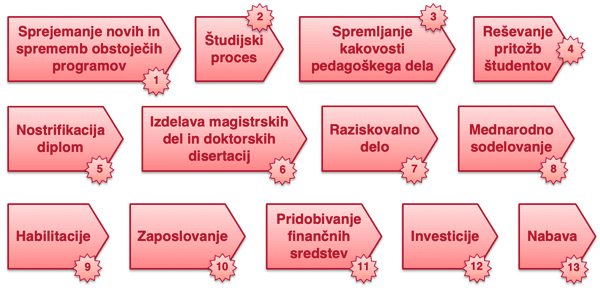 Sprejemanje novih in
sprememb obstoječih
programov
1
Študijski
proces
2
Spremljanje
kakovosti
pedagoškega dela
3
Reševanje
pritožb
študentov
4
Nostrifikacija
diplom
5
Izdelava magistrskih
del in doktorskih
disertacij
6
Raziskovalno
delo
7
Mednarodno
sodelovanje
8
Habilitacije
9
Zaposlovanje
10
Pridobivanje
finančnih
sredstev
11
Investicije
12
Nabava
13